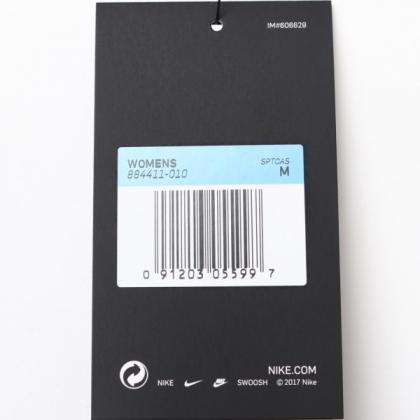 IM#606629
WOMENS SPTCAS
884411-010 M
0 91203 05599 7
NIKE.COM
NIKE SWOOSH © 2017 Nike